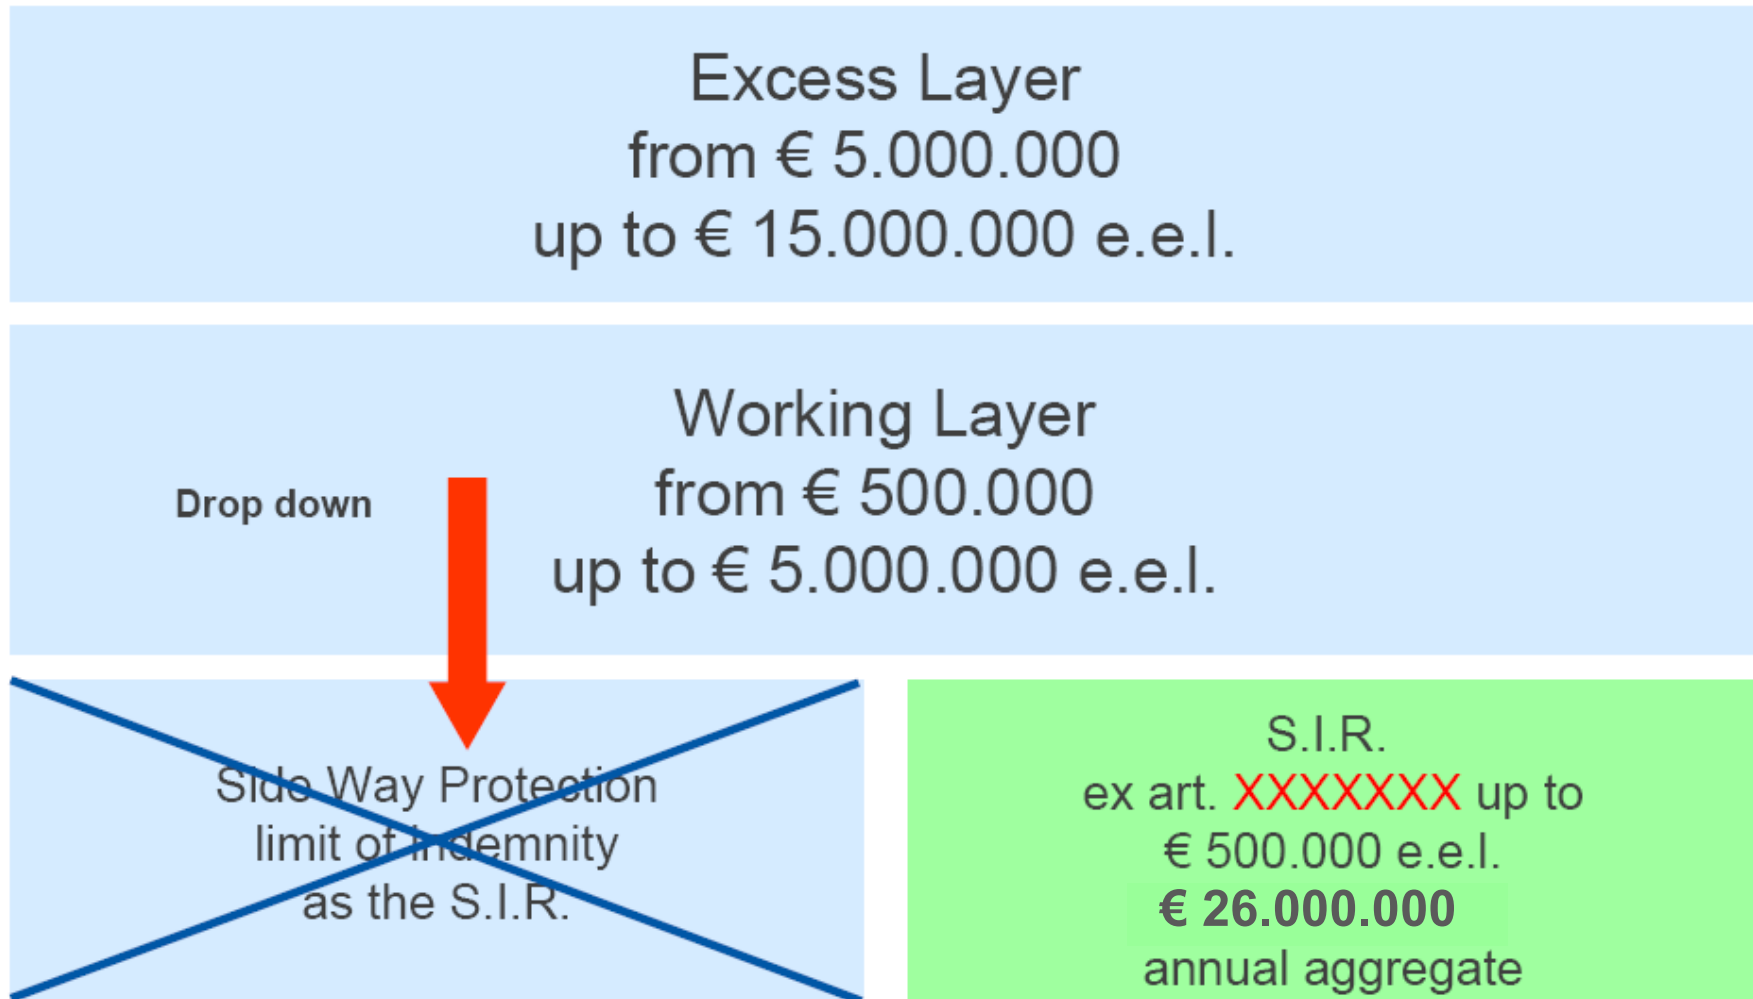 Excess Layer
from € 5.000.000
up to € 15.000.000 e.e.l.
Working Layer
from € 500.000
up to € 5.000.000 e.e.l.
Drop down
Side Way Protection
limit of Indemnity
as the S.I.R.
S.I.R.
ex art. XXXXXXX up to
€ 500.000 e.e.l.
€ 26.000.000
annual aggregate